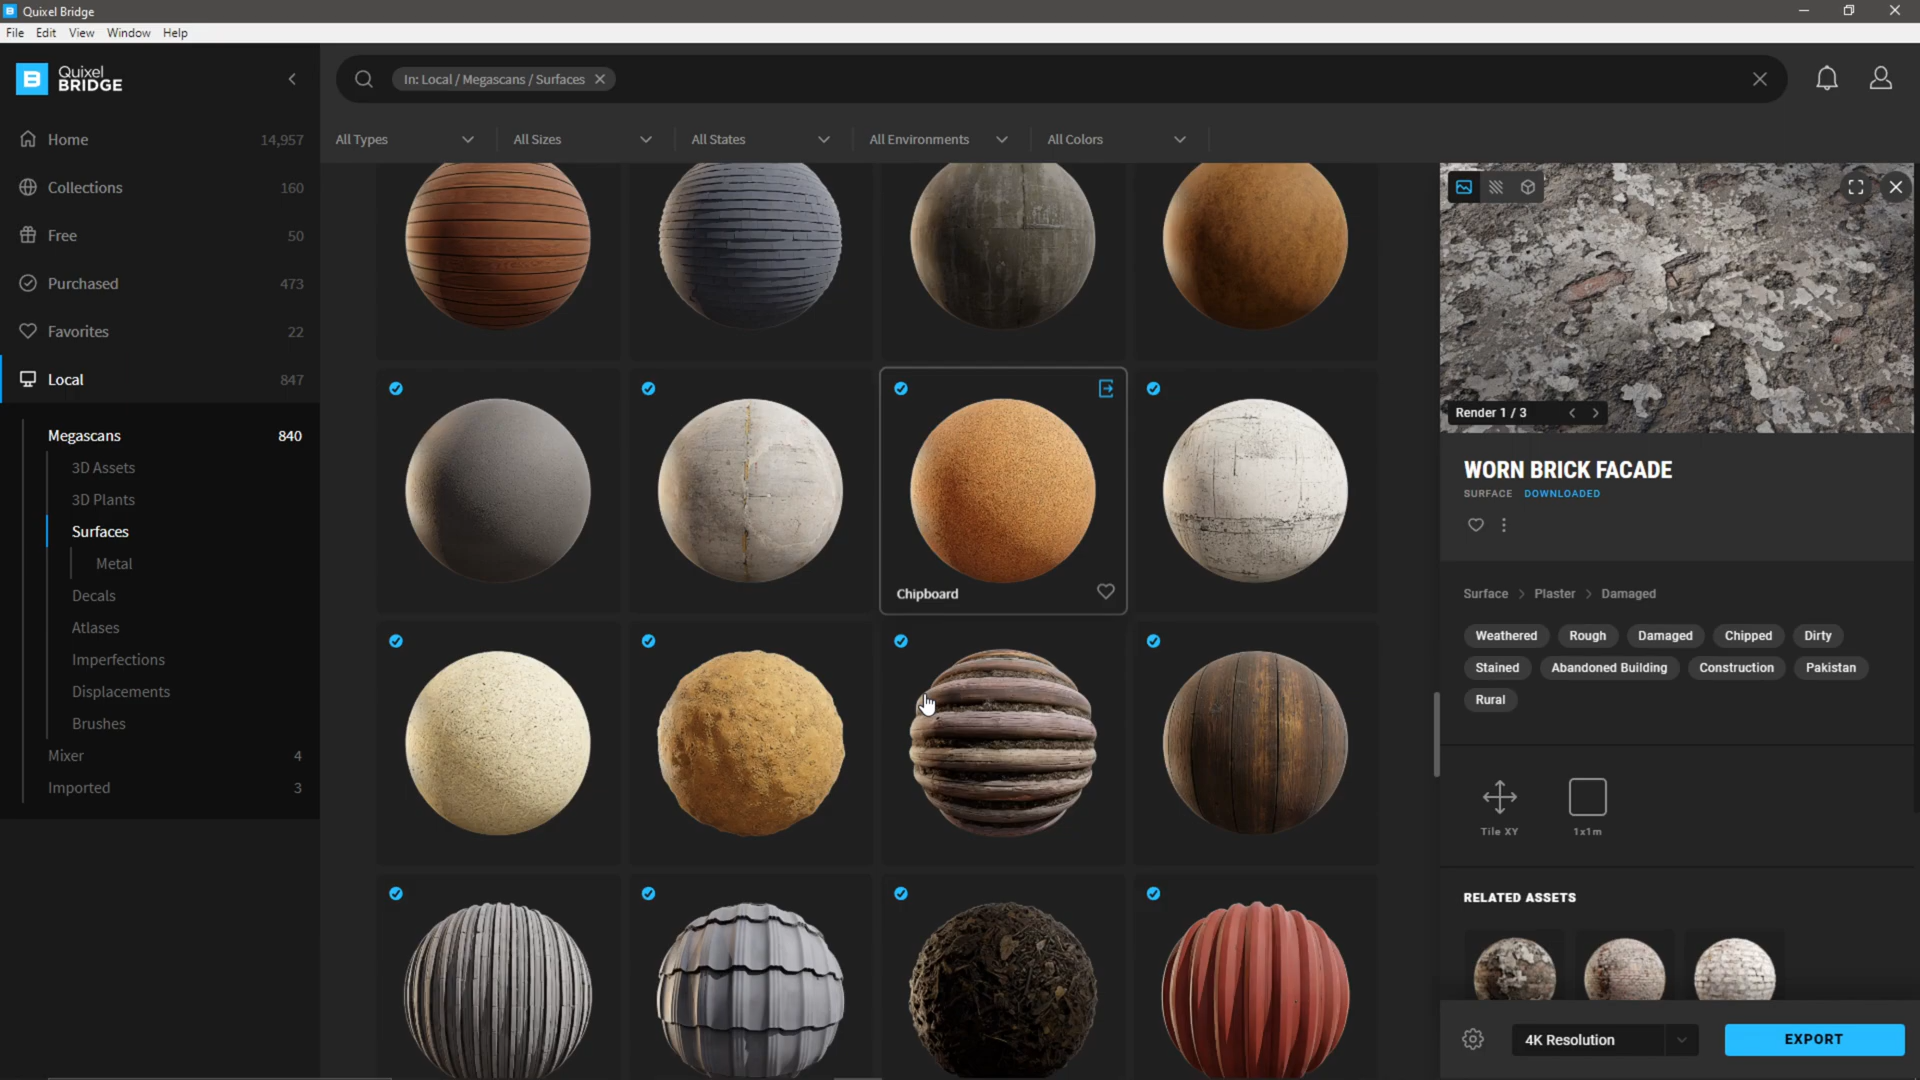 Quixel Bridge
File Edit View Window Help
Quixel
BRIDGE
In: Local / Megascans / Surfaces
Home 14,957
All Types All Sizes All States All Environments All Colors
Collections 160
Free 50
Purchased 473
Favorites 22
Local 847
Megascans 840
3D Assets
3D Plants
Surfaces
Metal
Decals
Atlases
Imperfections
Displacements
Brushes
Mixer 4
Imported 3
Chipboard
Render 1 / 3
WORN BRICK FACADE
SURFACE DOWNLOADED
Surface > Plaster > Damaged
Weathered Rough Damaged Chipped Dirty
Stained Abandoned Building Construction Pakistan
Rural
Tile XY 1x1m
RELATED ASSETS
4K Resolution EXPORT